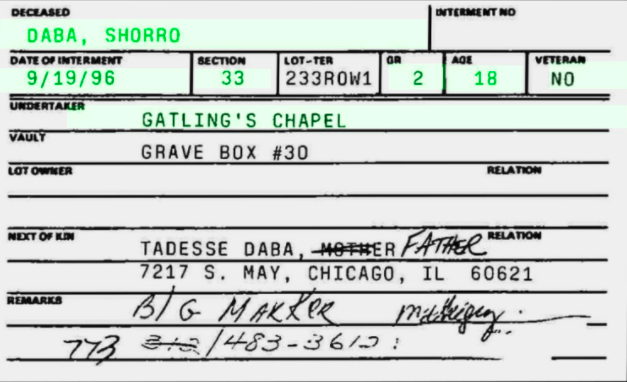 DECEASED INTERMENT NO
DABA, SHORRO
DATE OF INTERMENT SECTION LOT-TER GR AGE VETERAN
9/19/96 33 233ROW1 2 18 NO
UNDERTAKER
GATLING'S CHAPEL
VAULT
GRAVE BOX #30
LOT OWNER RELATION
NEXT OF KIN RELATION
TADESSE DABA, MOTHER FATHER
7217 S. MAY, CHICAGO, IL 60621
REMARKS
BIG MARKER
773 312/483-3612